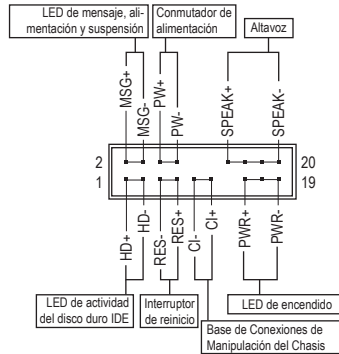 LED de mensaje, ali-
mentación y suspensión
Conmutador de
alimentación
Altavoz
MSG+
MSG-
PW+
PW-
SPEAK+
SPEAK-
2
20
1
19
HD+
HD-
RES-
RES+
CI-
CI+
PWR+
PWR-
LED de actividad
del disco duro IDE
Interruptor
de reinicio
LED de encendido
Base de Conexiones de
Manipulación del Chasis